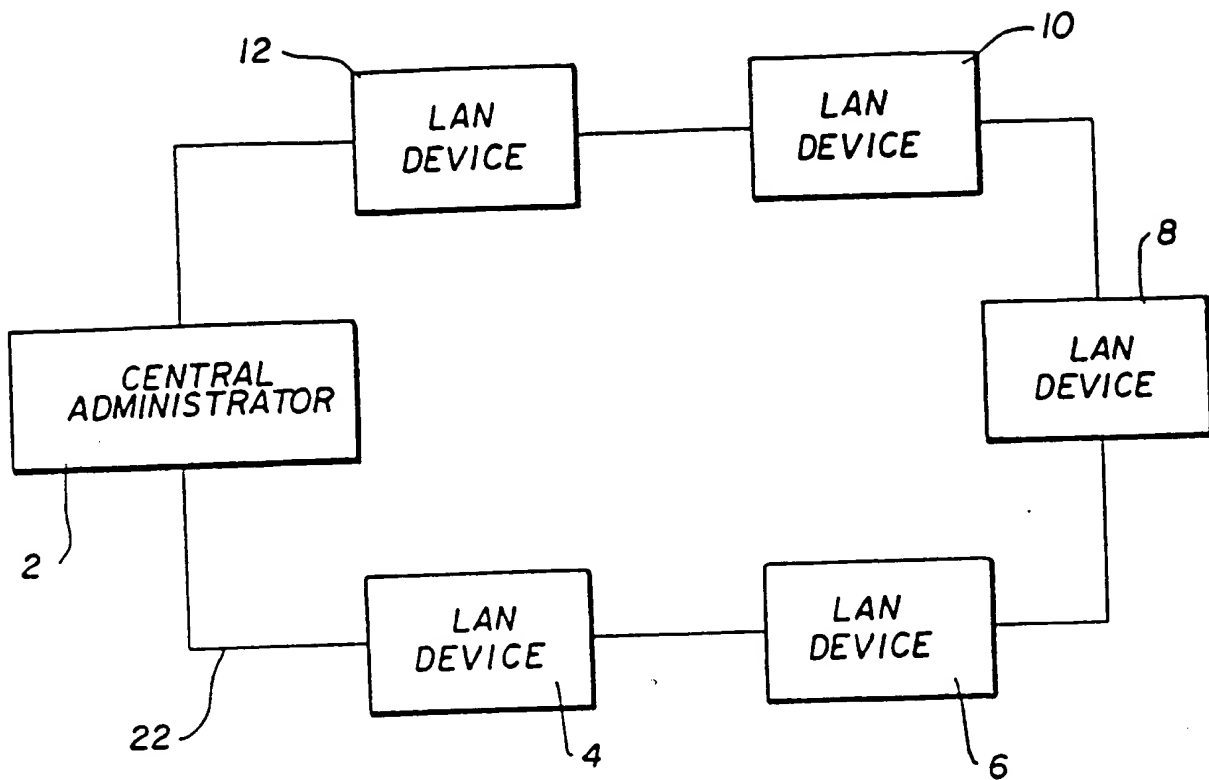 12
10
LAN
DEVICE
LAN
DEVICE
8
LAN
DEVICE
CENTRAL
ADMINISTRATOR
2
LAN
DEVICE
LAN
DEVICE
22
4
6